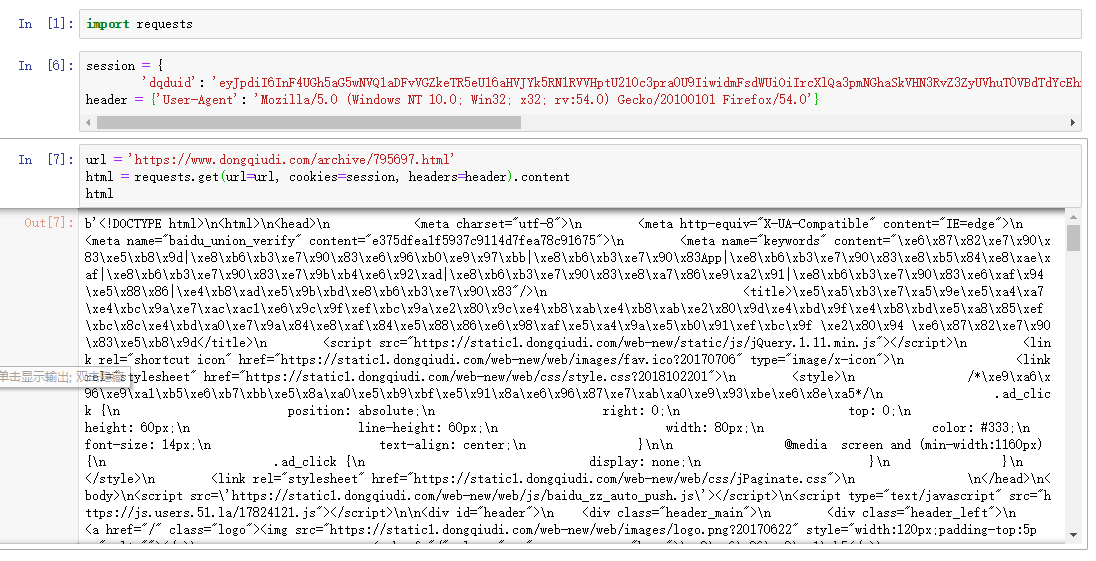 In [1]: import requests
In [6]: session = {
'dqduid': 
header = {'User-Agent': 'Mozilla/5.0 (Windows NT 10.0; Win32; x32; rv:54.0) Gecko/20100101 Firefox/54.0'}
In [7]: url = 'https://www.dongqiudi.com/archive/795697.html'
html = requests.get(url=url, cookies=session, headers=header).content
html
Out[7]: b'<!DOCTYPE html>\n<html>\n<head>\n <meta charset="utf-8">\n <meta http-equiv="X-UA-Compatible" content="IE=edge">\n
<meta name="baidu_union_verify" content="e375dfea1f5937c9114d7fea78c91675">\n <meta name="keywords" content="\xe6\x87\x82\xe7\x90\x
83\xe5\xb8\x9d|\xe8\xb6\xb3\xe7\x90\x83\xe6\x96\xb0\xe9\x97\xbb|\xe8\xb6\xb3\xe7\x90\x83App|\xe8\xb6\xb3\xe7\x90\x83\xe8\xb5\x84\xe8\xae\x
af|\xe8\xb6\xb3\xe7\x90\x83\xe7\x9b\xb4\xe6\x92\xad|\xe8\xb6\xb3\xe7\x90\x83\xe8\xa7\x86\xe9\xa2\x91|\xe8\xb6\xb3\xe7\x90\x83\xe6\xaf\x94
\xe5\x88\x86|\xe4\xb8\xad\xe5\x9b\xbd\xe8\xb6\xb3\xe7\x90\x83"/>\n <title>\xe5\xa5\xb3\xe7\xa5\x9e\xe5\xa4\xa7
\xe4\xbc\x9a\xe7\xac\xac1\xe6\x9c\x9f\xef\xbc\x9a\xe2\x80\x9c\xe4\xb8\xab\xe4\xb8\xab\xe2\x80\x9d\xe4\xbd\x9c\xe4\xb8\xbd\xe5\xa8\x85\xef
\xbc\x8c\xe4\xbd\xa0\xe7\x9a\x84\xe8\xaf\x84\xe5\x88\x86\xe6\x98\xaf\xe5\xa4\x9a\xe5\xb0\x91\xef\xbc\x9f \xe2\x80\x94 \xe6\x87\x82\xe7\x90
\x83\xe5\xb8\x9d</title>\n <script src="https://static1.dongqiudi.com/web-new/web/static/js/jQuery.1.11.min.js"></script>\n <lin
k rel="shortcut icon" href="https://static1.dongqiudi.com/web-new/web/images/fav.ico?20170706" type="image/x-icon">\n <link
rel="stylesheet" href="https://static1.dongqiudi.com/web-new/web/css/style.css?2018102201">\n <style>\n /*\xe9\xa6\x
单击显示输出; 双击隐藏
96\xe9\xa1\xb5\xe6\xb7\xbb\xe5\x8a\xa0\xe5\xb9\xbf\xe5\x91\x8a\xe6\x96\x87\xe7\xab\xa0\xe9\x93\xbe\xe6\x8e\xa5*/\n .ad_clic
k {\n position: absolute;\n right: 0;\n top: 0;\n
height: 60px;\n line-height: 60px;\n width: 80px;\n color: #333;\n
font-size: 14px;\n text-align: center;\n }\n\n @media screen and (min-width:1160px)
{\n .ad_click {\n display: none;\n }\n }\n
</style>\n <link rel="stylesheet" href="https://static1.dongqiudi.com/web-new/web/css/jPaginate.css">\n \n</head>\n<
body>\n<script src=\'https://static1.dongqiudi.com/web-new/web/js/baidu_zz_auto_push.js\'></script>\n<script type="text/javascript" src="h
ttps://js.users.51.la/17824121.js"></script>\n\n<div id="header">\n <div class="header_main">\n <div class="header_left">\n
<a href="/" class="logo"><img src="https://static1.dongqiudi.com/web-new/web/images/logo.png?20170622" style="width:120px;padding-top:5p